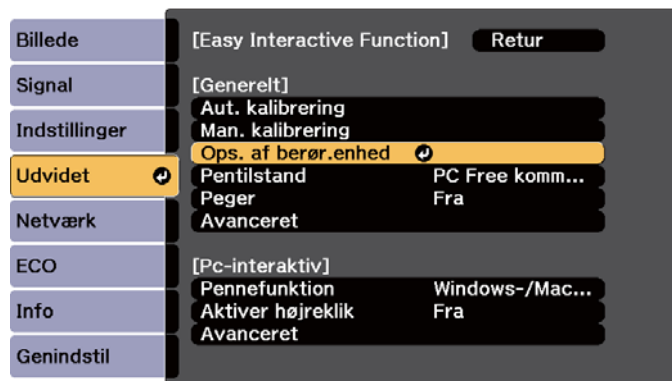 Billede
Signal
Indstillinger
Udvidet
Netværk
ECO
Info
Genindstil
[Easy Interactive Function] Retur
[Generelt]
Aut. kalibrering
Man. kalibrering
Ops. af berør.enhed
Pentilstand PC Free komm...
Peger Fra
Avanceret
[Pc-interaktiv]
Pennefunktion Windows-/Mac...
Aktiver højreklik Fra
Avanceret